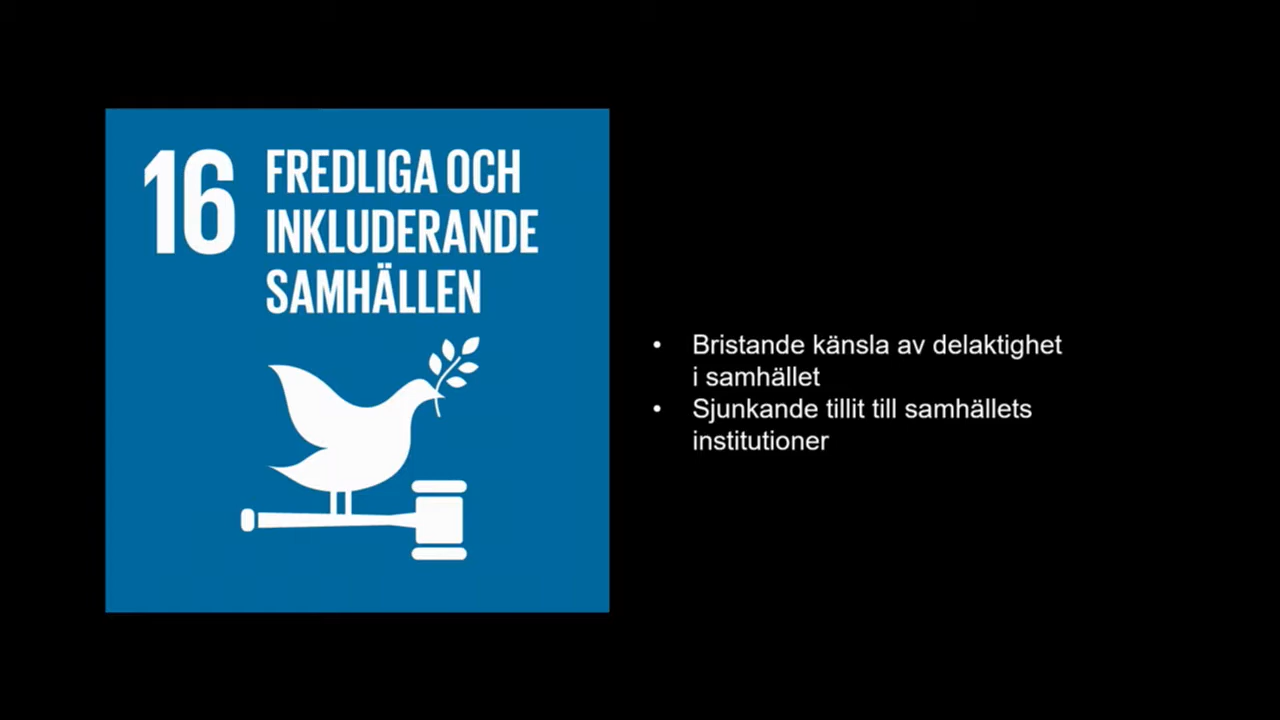 16
FREDLIGA OCH
INKLUDERANDE
SAMHÄLLEN
• Bristande känsla av delaktighet
i samhället
• Sjunkande tillit till samhällets
institutioner